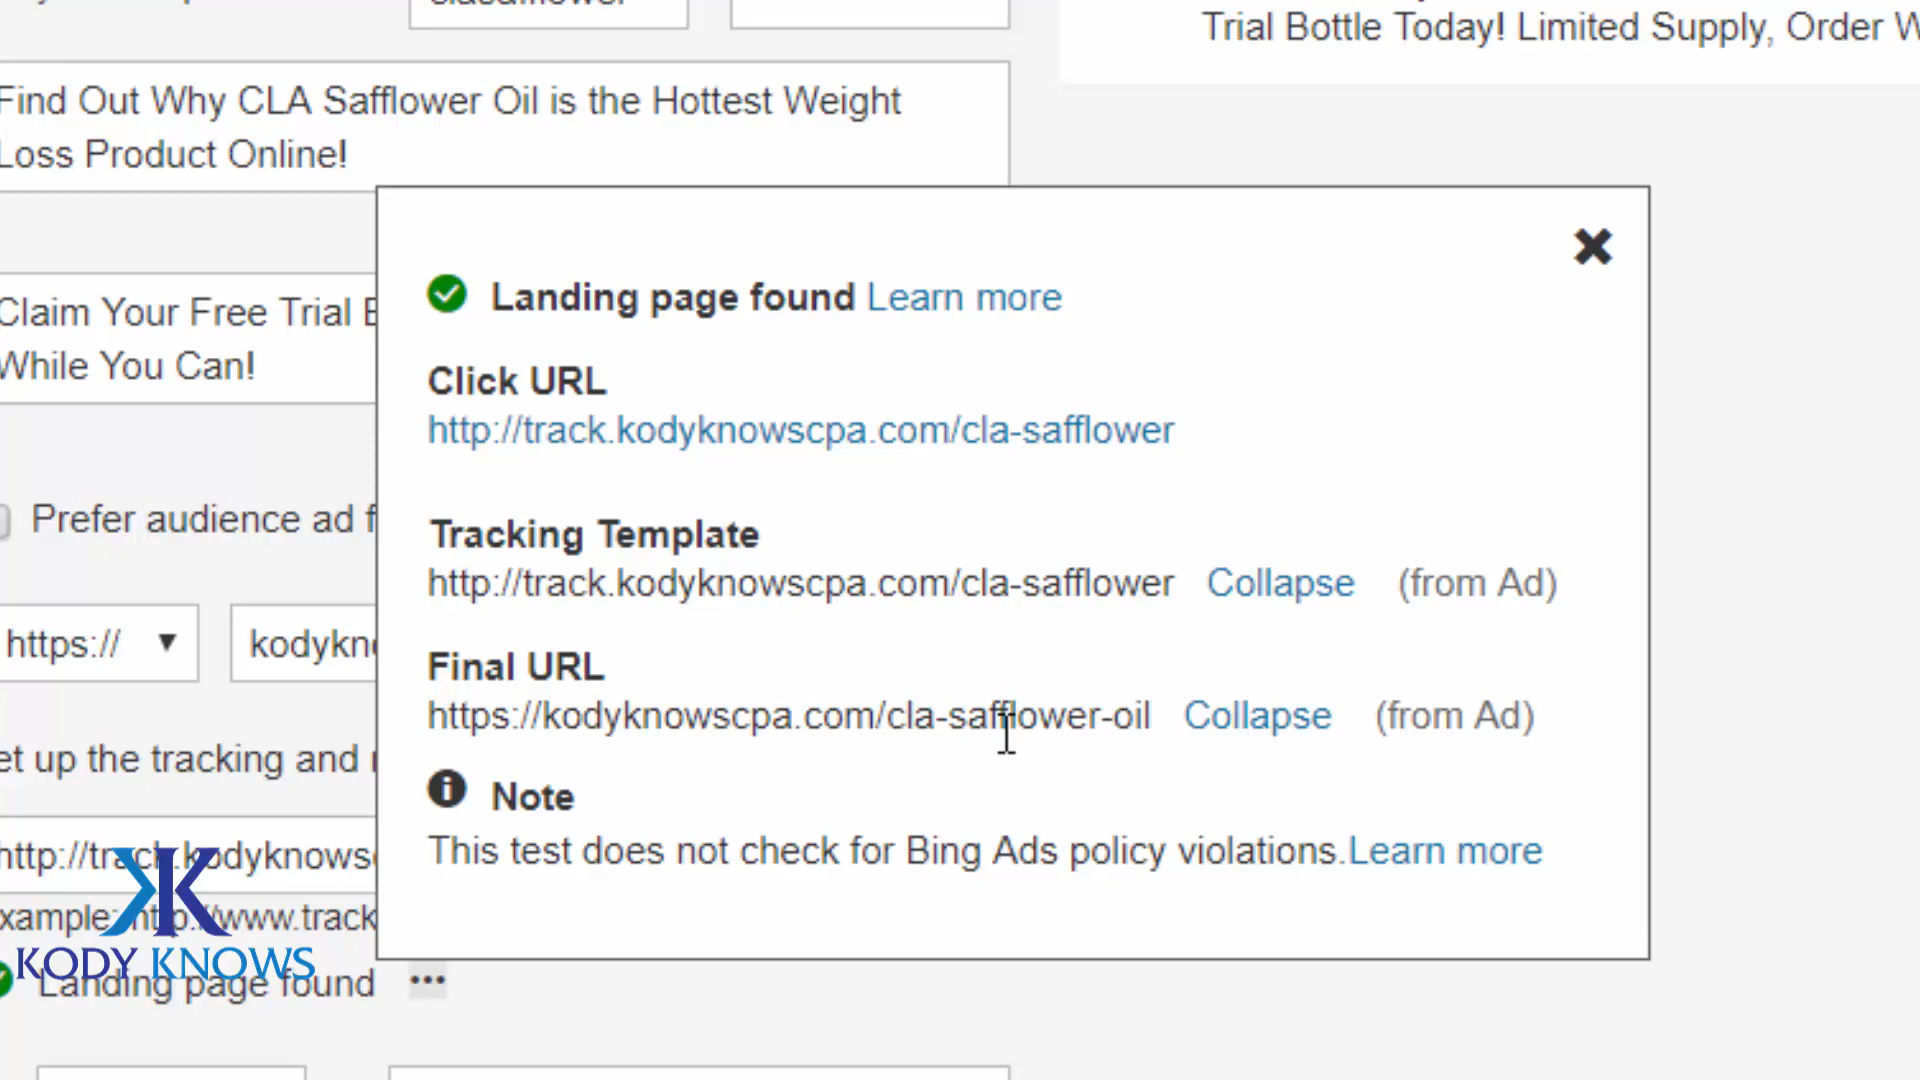 Trial Bottle Today! Limited Supply, Order
Find Out Why CLA Safflower Oil is the Hottest Weight
Loss Product Online!
Landing page found Learn more
Claim Your Free Trial
While You Can!
Click URL
http://track.kodyknowscpa.com/cla-safflower
Prefer audience ad
Tracking Template
http://track.kodyknowscpa.com/cla-safflower Collapse (from Ad)
https://
Final URL
https://kodyknowscpa.com/cla-safflower-oil Collapse (from Ad)
up the tracking and
Note
This test does not check for Bing Ads policy violations.Learn more
http://track.kodyknows
http://www.track
KODY KNOWS
Landing page found ...